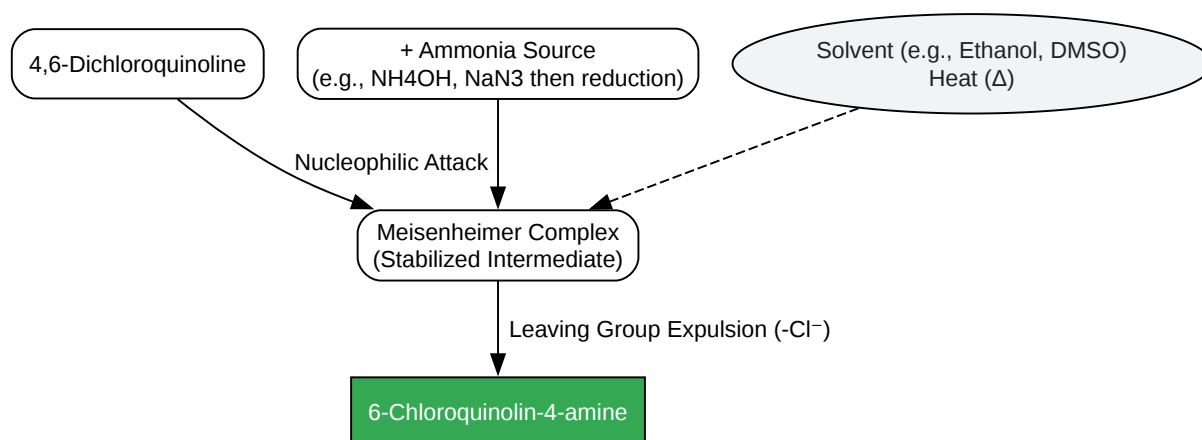 4,6-Dichloroquinoline
+ Ammonia Source
(e.g., NH4OH, NaN3 then reduction)
Solvent (e.g., Ethanol, DMSO)
Heat (Δ)
Nucleophilic Attack
Meisenheimer Complex
(Stabilized Intermediate)
Leaving Group Expulsion (-Cl⁻)
6-Chloroquinolin-4-amine